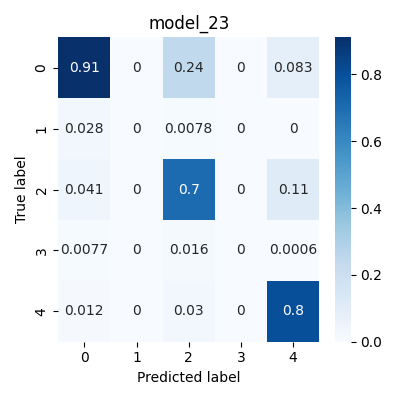 model_23
0 0.91 0 0.24 0 0.083
1 0.028 0 0.0078 0 0
2 0.041 0 0.7 0 0.11
3 0.0077 0 0.016 0 0.0006
4 0.012 0 0.03 0 0.8
0 1 2 3 4
Predicted label
True label
0.8
0.6
0.4
0.2
0.0